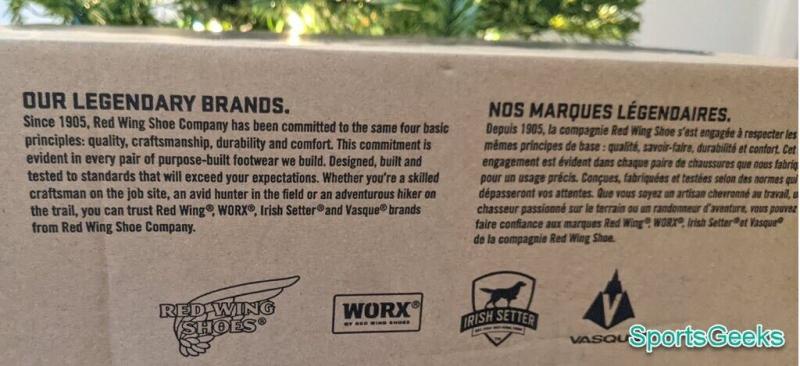 OUR LEGENDARY BRANDS.
Since 1905, Red Wing Shoe Company has been committed to the same four basic
principles: quality, craftsmanship, durability and comfort. This commitment is
evident in every pair of purpose-built footwear we build. Designed, built and
tested to standards that will exceed your expectations. Whether you're a skilled
craftsman on the job site, an avid hunter in the field or an adventurous hiker on
the trail, you can trust Red Wing®, WORX®, Irish Setter® and Vasque® brands
from Red Wing Shoe Company.
NOS MARQUES LÉGENDAIRES.
Depuis 1905, la compagnie Red Wing Shoe s'est engagée à respecter les
mêmes principes de base : qualité, savoir-faire, durabilité et confort. Cet
engagement est évident dans chaque paire de chaussures que nous fabriq
pour un usage précis. Conçues, fabriquées et testées selon des normes qui
dépasseront vos attentes. Que vous soyez un artisan chevronné au travail, u
chasseur passionné sur le terrain ou un randonneur d'aventure, vous pouvez
faire confiance aux marques Red Wing®, WORX®, Irish Setter® et Vasque®
de la compagnie Red Wing Shoe.
RED WING
SHOES®
WORX®
BY RED WING SHOES
IRISH SETTER
VASQU
SportsGeeks